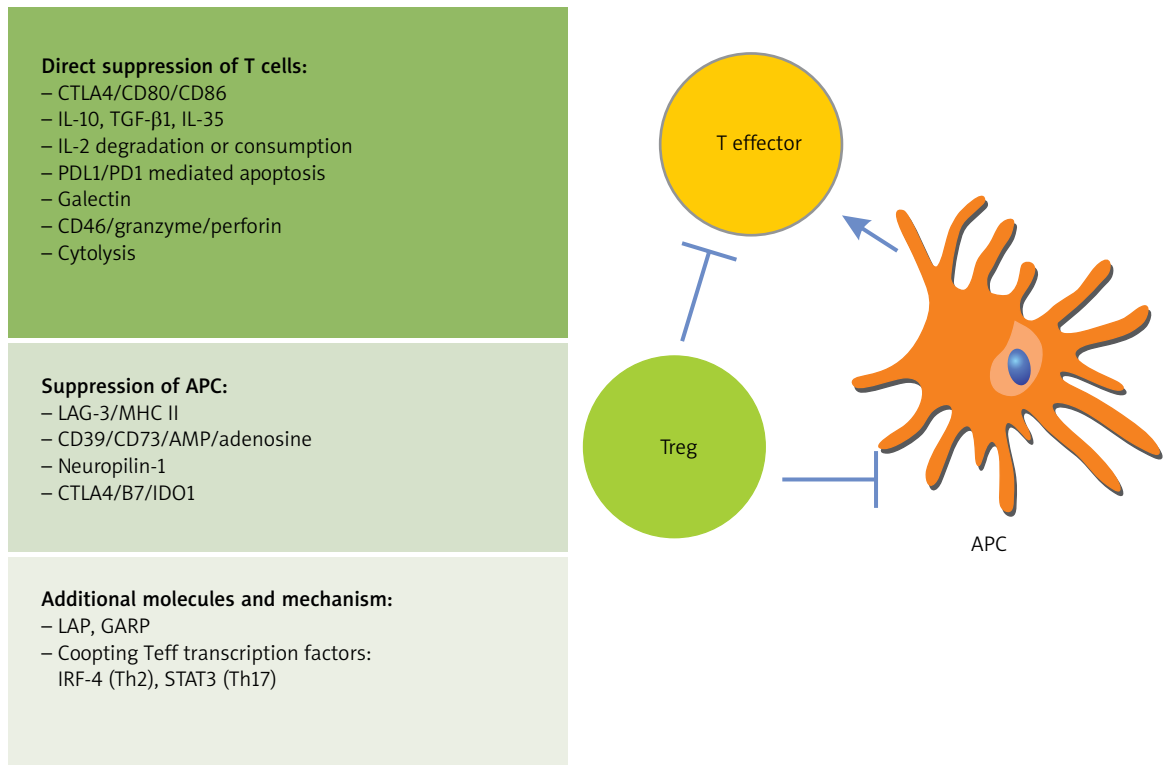 Direct suppression of T cells:
– CTLA4/CD80/CD86
– IL-10, TGF-β1, IL-35
– IL-2 degradation or consumption
– PDL1/PD1 mediated apoptosis
– Galectin
– CD46/granzyme/perforin
– Cytolysis
Suppression of APC:
– LAG-3/MHC II
– CD39/CD73/AMP/adenosine
– Neuropilin-1
– CTLA4/B7/IDO1
Additional molecules and mechanism:
– LAP, GARP
– Coopting Teff transcription factors:
IRF-4 (Th2), STAT3 (Th17)
T effector
Treg
APC